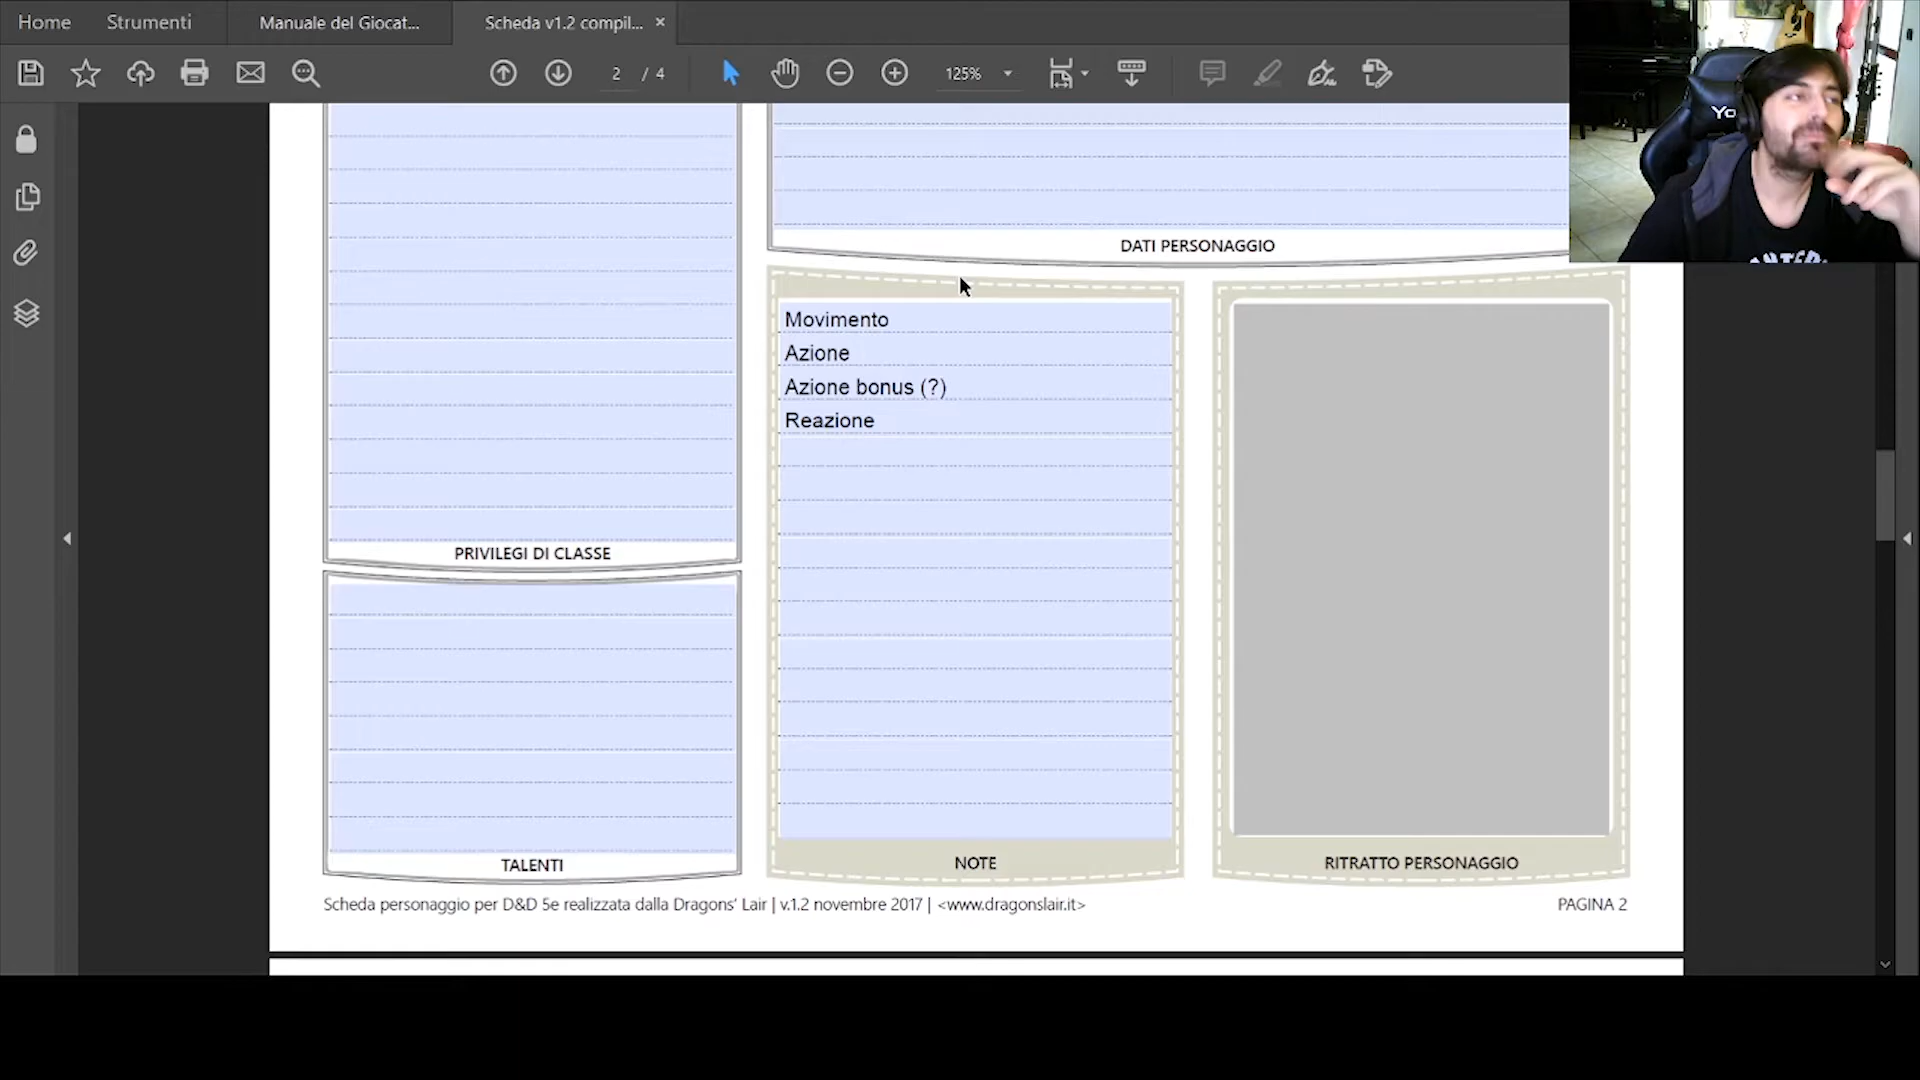 Home Strumenti Manuale del Giocat... Scheda v1.2 compil... ×
2 / 4 125%
Yo
DATI PERSONAGGIO
Movimento
Azione
Azione bonus (?)
Reazione
PRIVILEGI DI CLASSE
TALENTI
NOTE
RITRATTO PERSONAGGIO
Scheda personaggio per D&D 5e realizzata dalla Dragons' Lair | v.1.2 novembre 2017 | <www.dragonslair.it>
PAGINA 2